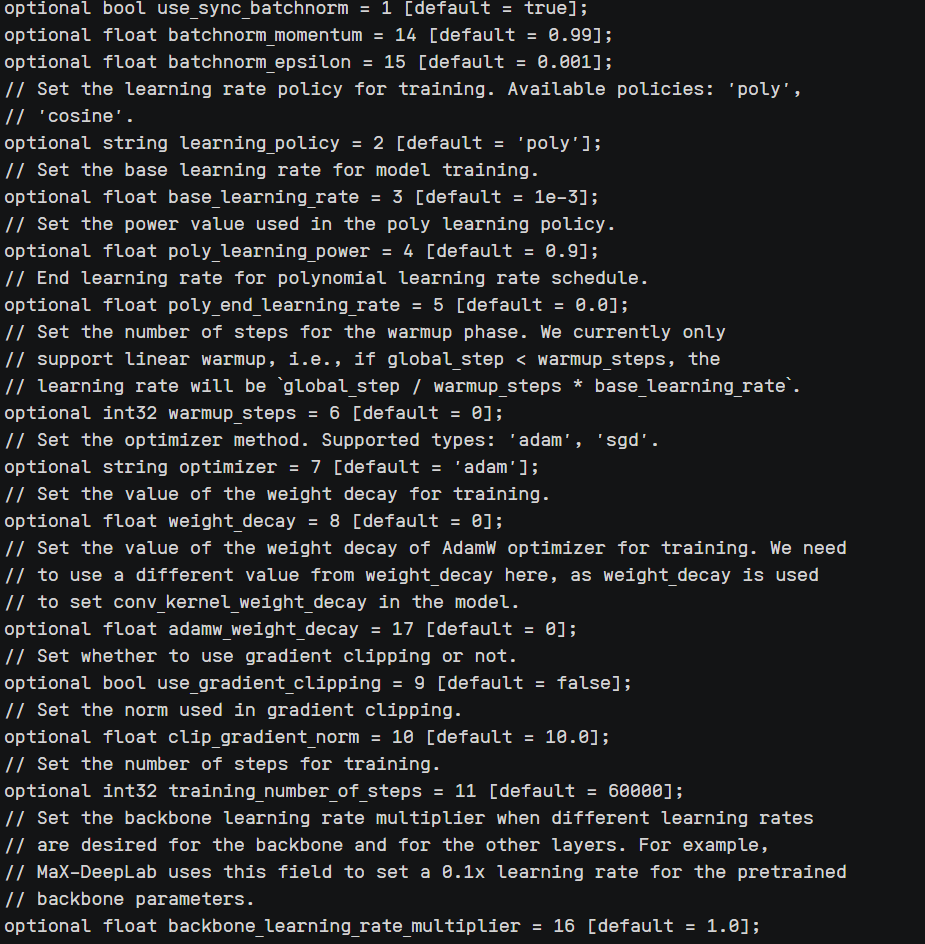 optional bool use_sync_batchnorm = 1 [default = true];
optional float batchnorm_momentum = 14 [default = 0.99];
optional float batchnorm_epsilon = 15 [default = 0.001];
// Set the learning rate policy for training. Available policies: 'poly',
// 'cosine'.
optional string learning_policy = 2 [default = 'poly'];
// Set the base learning rate for model training.
optional float base_learning_rate = 3 [default = 1e-3];
// Set the power value used in the poly learning policy.
optional float poly_learning_power = 4 [default = 0.9];
// End learning rate for polynomial learning rate schedule.
optional float poly_end_learning_rate = 5 [default = 0.0];
// Set the number of steps for the warmup phase. We currently only
// support linear warmup, i.e., if global_step < warmup_steps, the
// learning rate will be `global_step / warmup_steps * base_learning_rate`.
optional int32 warmup_steps = 6 [default = 0];
// Set the optimizer method. Supported types: 'adam', 'sgd'.
optional string optimizer = 7 [default = 'adam'];
// Set the value of the weight decay for training.
optional float weight_decay = 8 [default = 0];
// Set the value of the weight decay of AdamW optimizer for training. We need
// to use a different value from weight_decay here, as weight_decay is used
// to set conv_kernel_weight_decay in the model.
optional float adamw_weight_decay = 17 [default = 0];
// Set whether to use gradient clipping or not.
optional bool use_gradient_clipping = 9 [default = false];
// Set the norm used in gradient clipping.
optional float clip_gradient_norm = 10 [default = 10.0];
// Set the number of steps for training.
optional int32 training_number_of_steps = 11 [default = 60000];
// Set the backbone learning rate multiplier when different learning rates
// are desired for the backbone and for the other layers. For example,
// MaX-DeepLab uses this field to set a 0.1x learning rate for the pretrained
// backbone parameters.
optional float backbone_learning_rate_multiplier = 16 [default = 1.0];